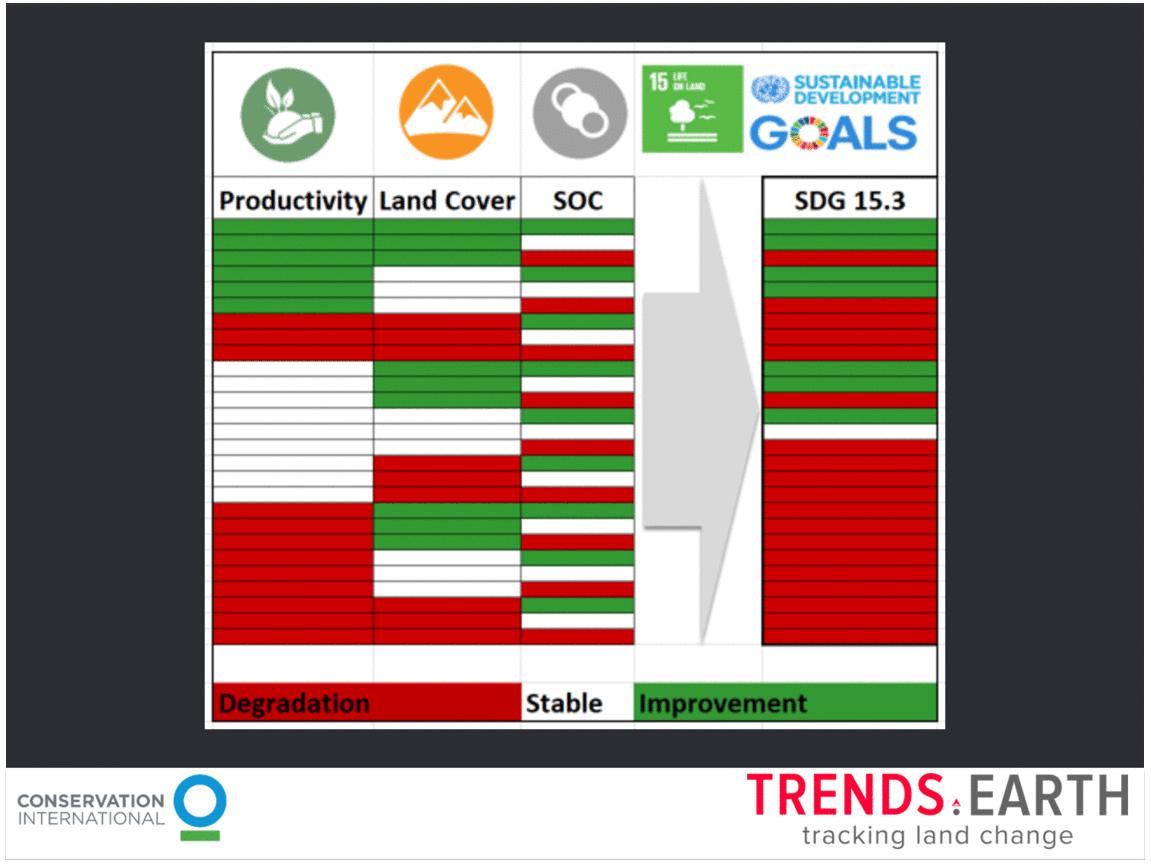 15 LIFE
ON LAND
SUSTAINABLE
DEVELOPMENT
GOALS
Productivity Land Cover SOC SDG 15.3
Degradation Stable Improvement
CONSERVATION
INTERNATIONAL
TRENDS.EARTH
tracking land change